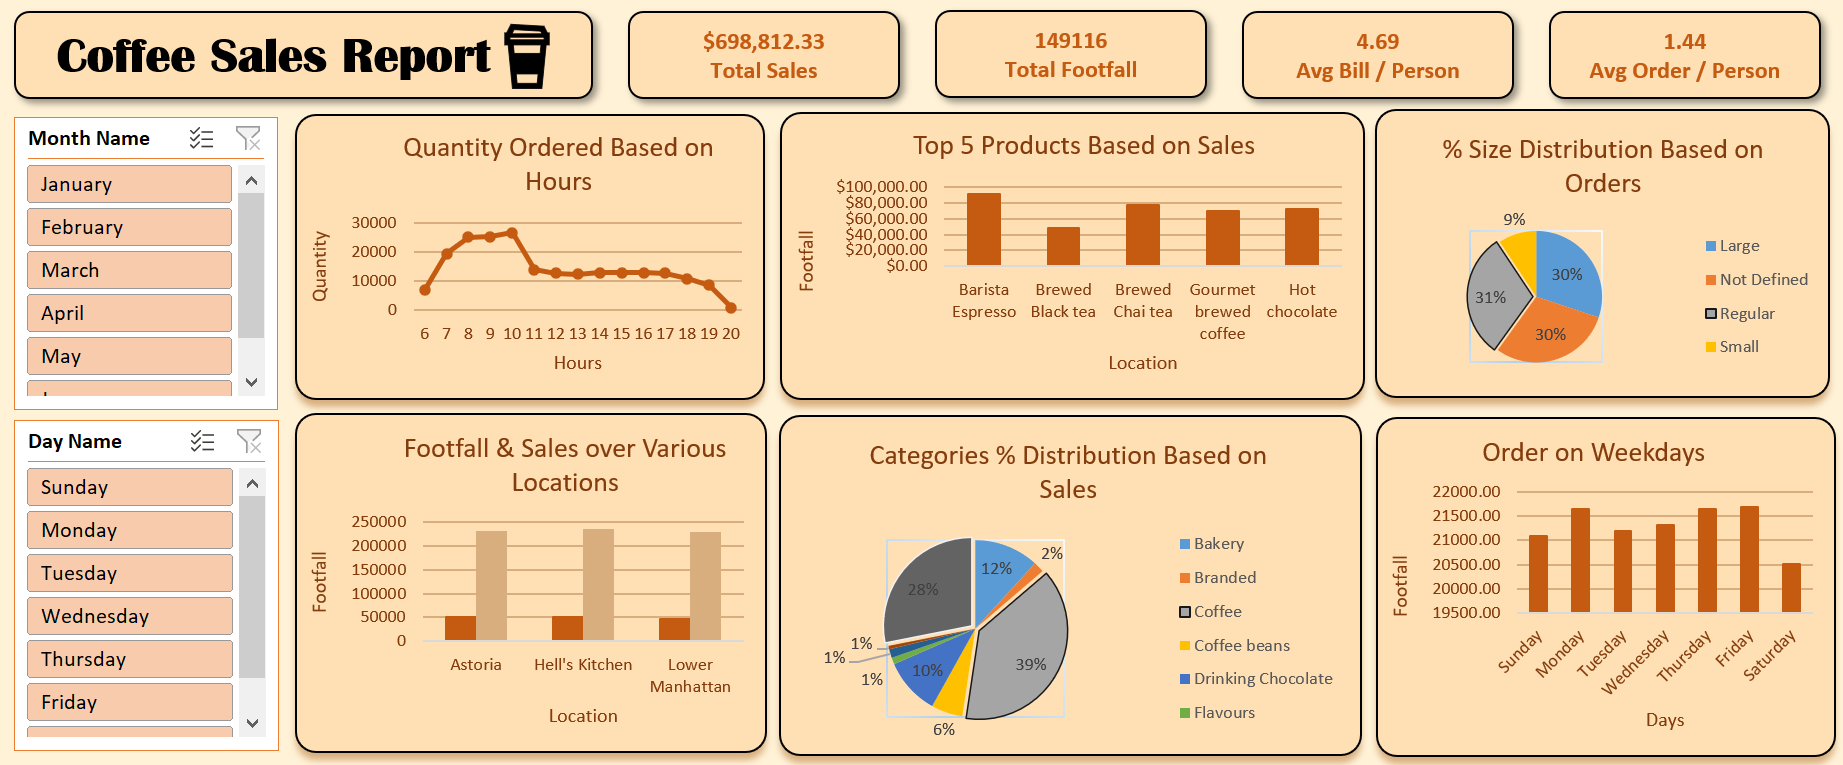 Coffee Sales Report
$698,812.33
Total Sales
149116
Total Footfall
4.69
Avg Bill / Person
1.44
Avg Order / Person
Month Name
January
February
March
April
May
Day Name
Sunday
Monday
Tuesday
Wednesday
Thursday
Friday
Quantity Ordered Based on
Hours
Quantity
30000
20000
10000
0
6 7 8 9 10 11 12 13 14 15 16 17 18 19 20
Hours
Top 5 Products Based on Sales
Footfall
$100,000.00
$80,000.00
$60,000.00
$40,000.00
$20,000.00
$0.00
Barista
Espresso
Brewed
Black tea
Brewed
Chai tea
Gourmet
brewed
coffee
Hot
chocolate
Location
% Size Distribution Based on
Orders
9%
30%
31%
30%
Large
Not Defined
Regular
Small
Footfall & Sales over Various
Locations
Footfall
250000
200000
150000
100000
50000
0
Astoria
Hell's Kitchen
Lower
Manhattan
Location
Categories % Distribution Based on
Sales
2%
12%
28%
1%
1%
1%
10%
39%
6%
Bakery
Branded
Coffee
Coffee beans
Drinking Chocolate
Flavours
Order on Weekdays
Footfall
22000.00
21500.00
21000.00
20500.00
20000.00
19500.00
Sunday
Monday
Tuesday
Wednesday
Thursday
Friday
Saturday
Days